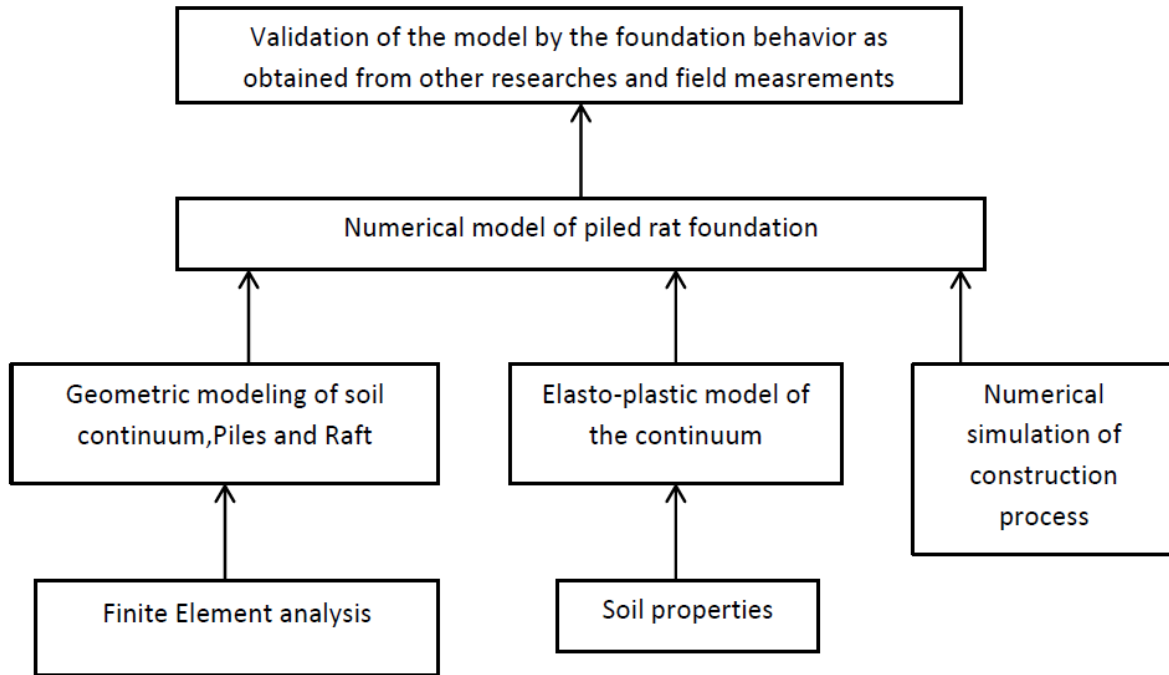 Validation of the model by the foundation behavior as
obtained from other researches and field measrements
Numerical model of piled rat foundation
Geometric modeling of soil
continuum,Piles and Raft
Elasto-plastic model of
the continuum
Numerical
simulation of
construction
process
Finite Element analysis
Soil properties